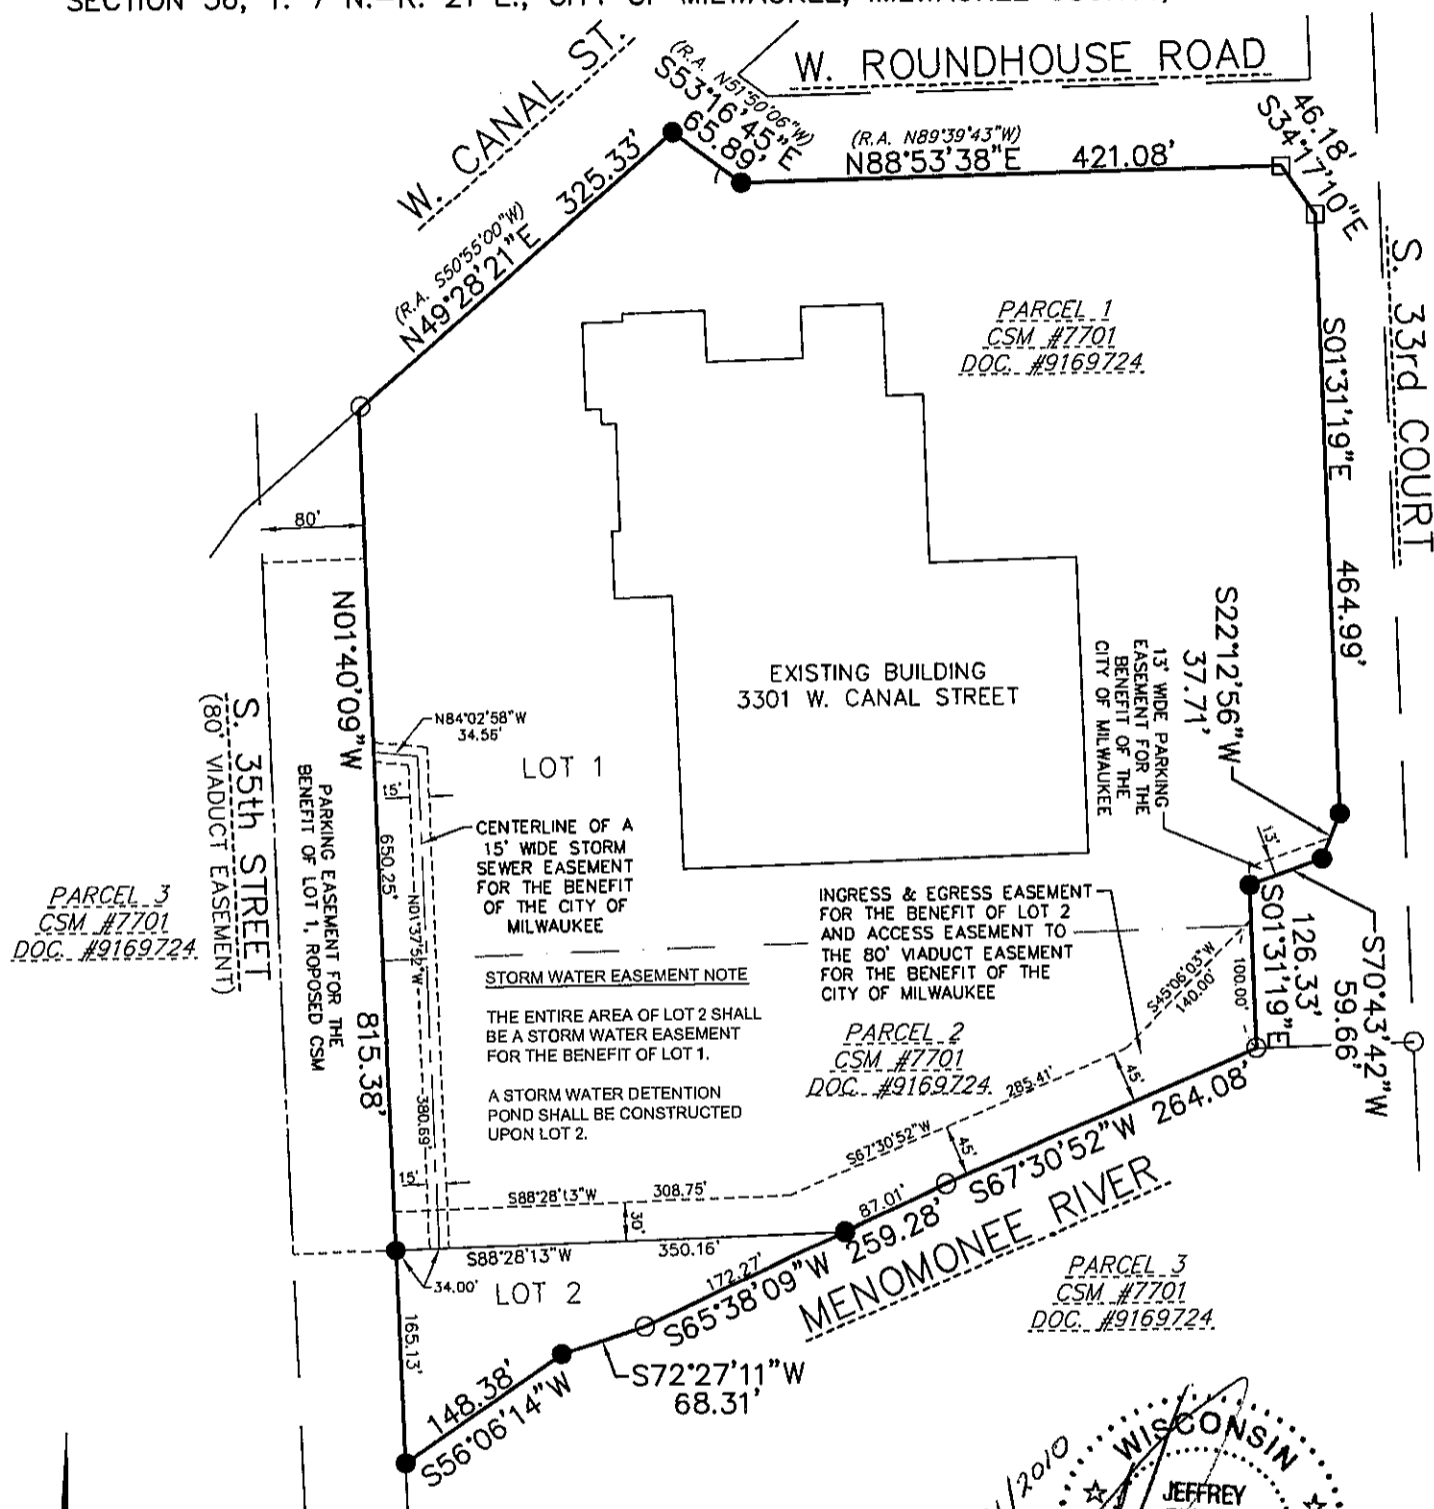 W. ROUNDHOUSE ROAD
W. CANAL ST.
(R.A. N51°50'06"W)
S53°16'45"E
65.89'
(R.A. N89°39'43"W)
N88°53'38"E 421.08'
46.18'
S34°17'10"E
(R.A. S50°55'00"W)
N49°28'21"E 325.33'
S. 33rd COURT
PARCEL 1
CSM #7701
DOC. #9169724
S01°31'19"E 464.99'
80'
N01°40'09"W 815.38'
S. 35th STREET
(80' VIADUCT EASEMENT)
PARKING EASEMENT FOR THE
BENEFIT OF LOT 1, ROPOSED CSM
EXISTING BUILDING
3301 W. CANAL STREET
S22°12'56"W
37.71'
13' WIDE PARKING
EASEMENT FOR THE
BENEFIT OF THE
CITY OF MILWAUKEE
N84°02'58"W
34.56'
LOT 1
15'
CENTERLINE OF A
15' WIDE STORM
SEWER EASEMENT
FOR THE BENEFIT
OF THE CITY OF
MILWAUKEE
650.25'
N01°37'52"W 380.69'
13'
PARCEL 3
CSM #7701
DOC. #9169724
INGRESS & EGRESS EASEMENT
FOR THE BENEFIT OF LOT 2
AND ACCESS EASEMENT TO
THE 80' VIADUCT EASEMENT
FOR THE BENEFIT OF THE
CITY OF MILWAUKEE
S01°31'19"E
126.33'
100.00'
S70°43'42"W
59.66'
S45°06'03"W
140.00'
STORM WATER EASEMENT NOTE
THE ENTIRE AREA OF LOT 2 SHALL
BE A STORM WATER EASEMENT
FOR THE BENEFIT OF LOT 1.
A STORM WATER DETENTION
POND SHALL BE CONSTRUCTED
UPON LOT 2.
PARCEL 2
CSM #7701
DOC. #9169724
S67°30'52"W 285.41'
45'
45'
S67°30'52"W 264.08'
15'
S88°28'13"W 308.75'
30'
S88°28'13"W 350.16'
87.01'
172.27'
S65°38'09"W 259.28'
MENOMONEE RIVER
34.00'
LOT 2
PARCEL 3
CSM #7701
DOC. #9169724
165.13'
S72°27'11"W
68.31'
148.38'
S56°06'14"W
/2010
WISCONSIN
JEFFREY